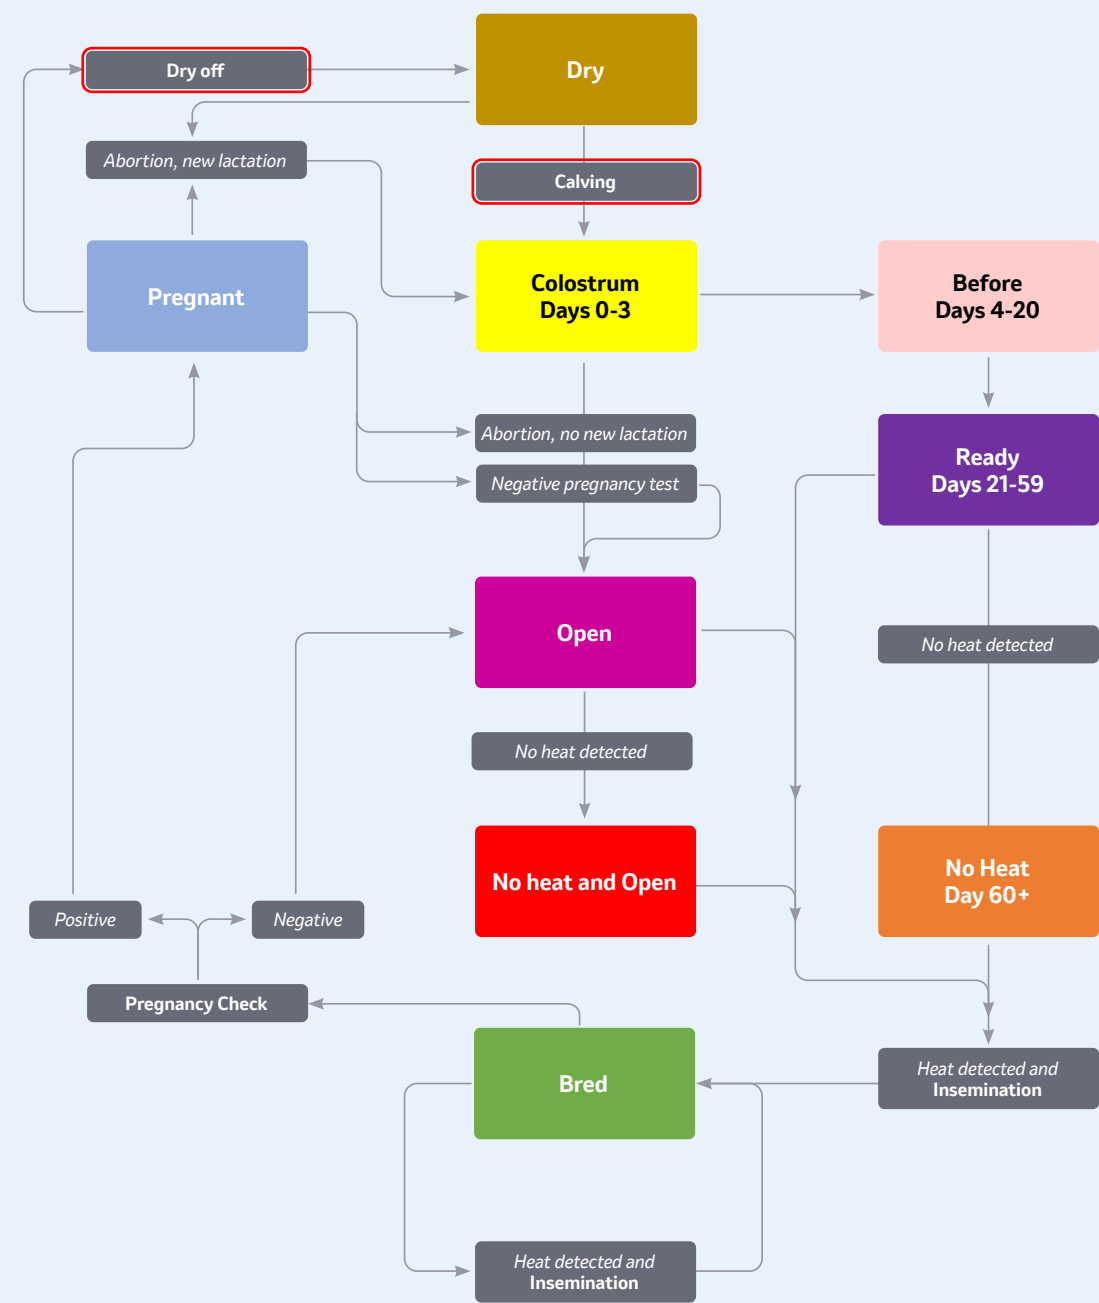 Dry off
Dry
Abortion, new lactation
Calving
Pregnant
Colostrum
Days 0-3
Before
Days 4-20
Abortion, no new lactation
Negative pregnancy test
Ready
Days 21-59
Open
No heat detected
No heat detected
No heat and Open
No Heat
Day 60+
Positive
Negative
Pregnancy Check
Bred
Heat detected and
Insemination
Heat detected and
Insemination